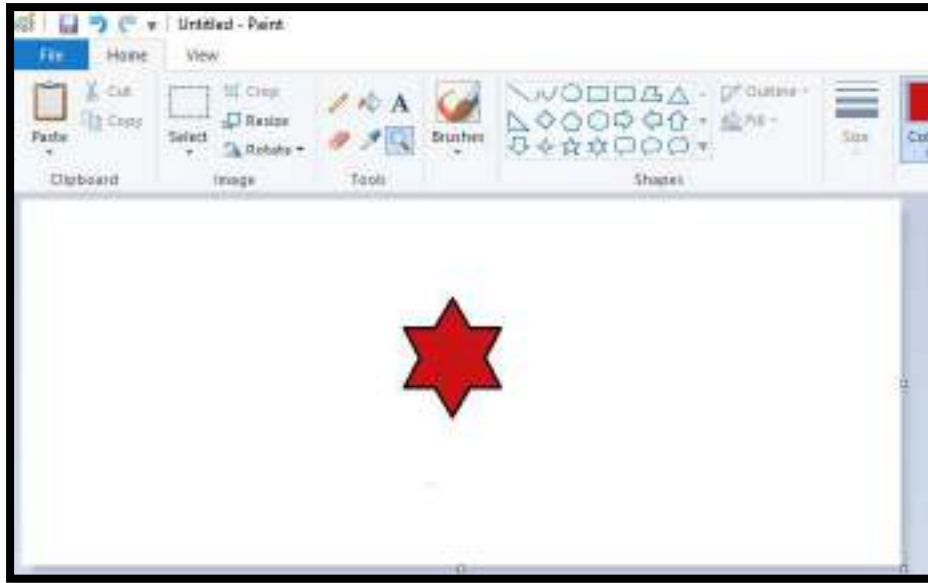 Untitled - Paint
File Home View
Paste
Cut
Copy
Clipboard
Select
Crop
Resize
Rotate
Image
A
Tools
Brushes
Shapes
Outline
Fill
Size
Col